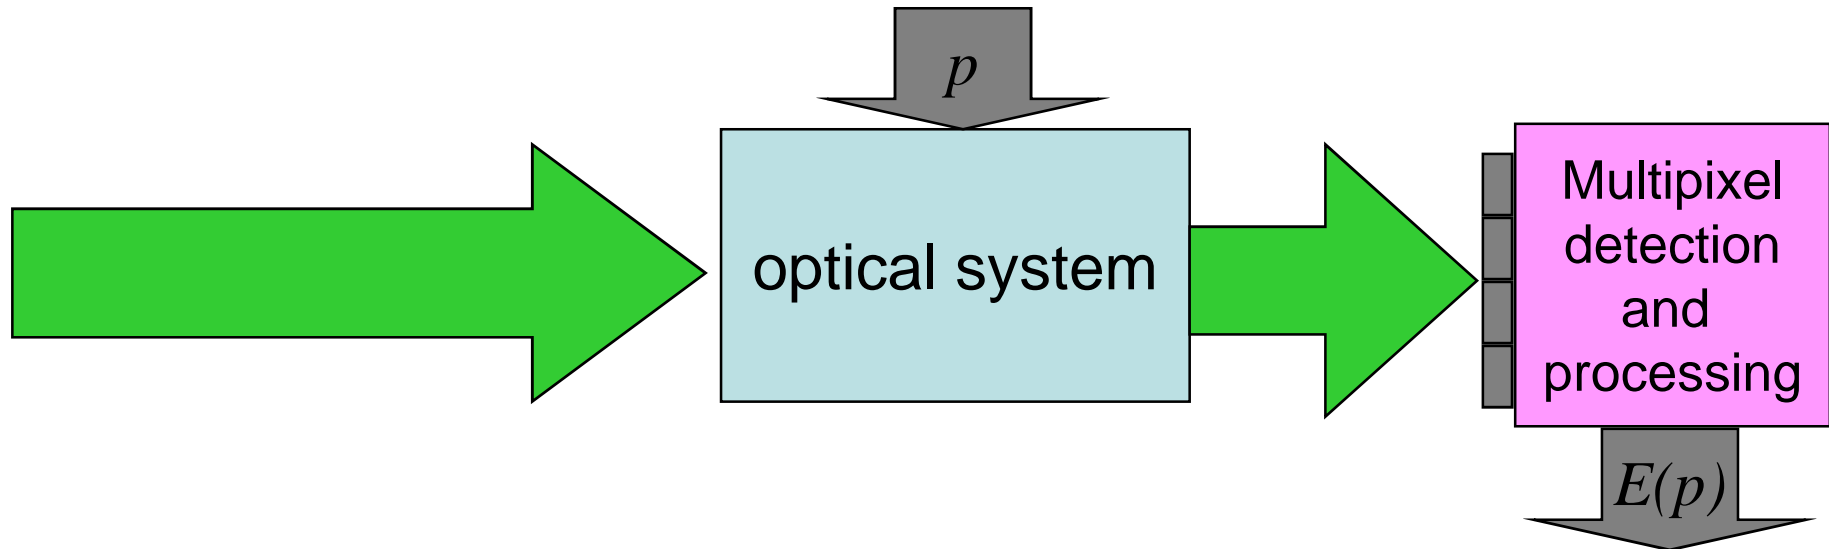 p
optical system
Multipixel
detection
and
processing
E(p)